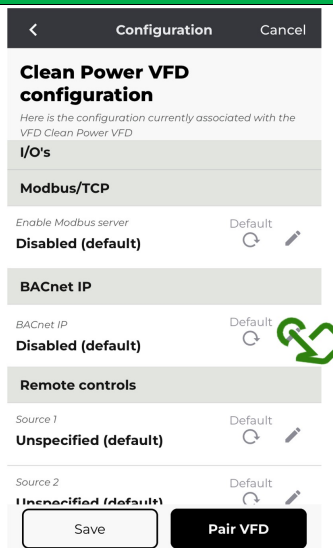 Configuration
Cancel
Clean Power VFD
configuration
Here is the configuration currently associated with the
VFD Clean Power VFD
I/O's
Modbus/TCP
Enable Modbus server
Default
Disabled (default)
BACnet IP
BACnet IP
Default
Disabled (default)
Remote controls
Source 1
Default
Unspecified (default)
Source 2
Default
Unspecified (default)
Save
Pair VFD